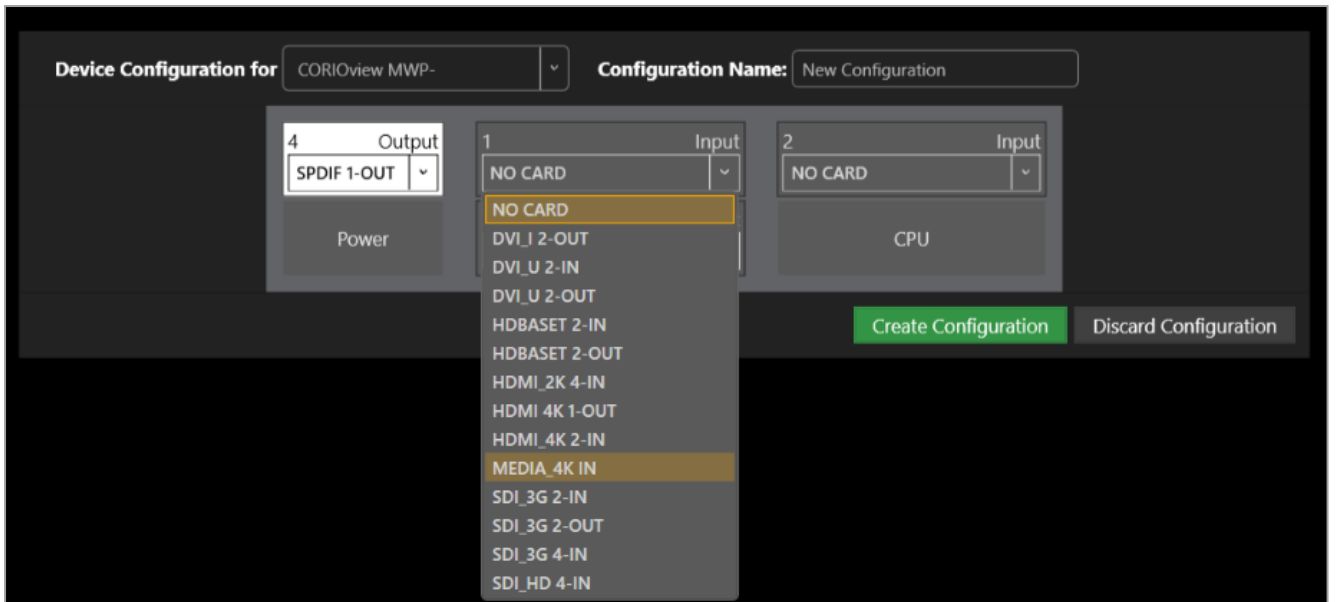 Device Configuration for CORIOview MWP- Configuration Name: New Configuration
4 Output 1 Input 2 Input
SPDIF 1-OUT NO CARD NO CARD
Power CPU
NO CARD
DVI_I 2-OUT
DVI_U 2-IN
DVI_U 2-OUT
HDBASET 2-IN
HDBASET 2-OUT
HDMI_2K 4-IN
HDMI 4K 1-OUT
HDMI_4K 2-IN
MEDIA_4K IN
SDI_3G 2-IN
SDI_3G 2-OUT
SDI_3G 4-IN
SDI_HD 4-IN
Create Configuration Discard Configuration